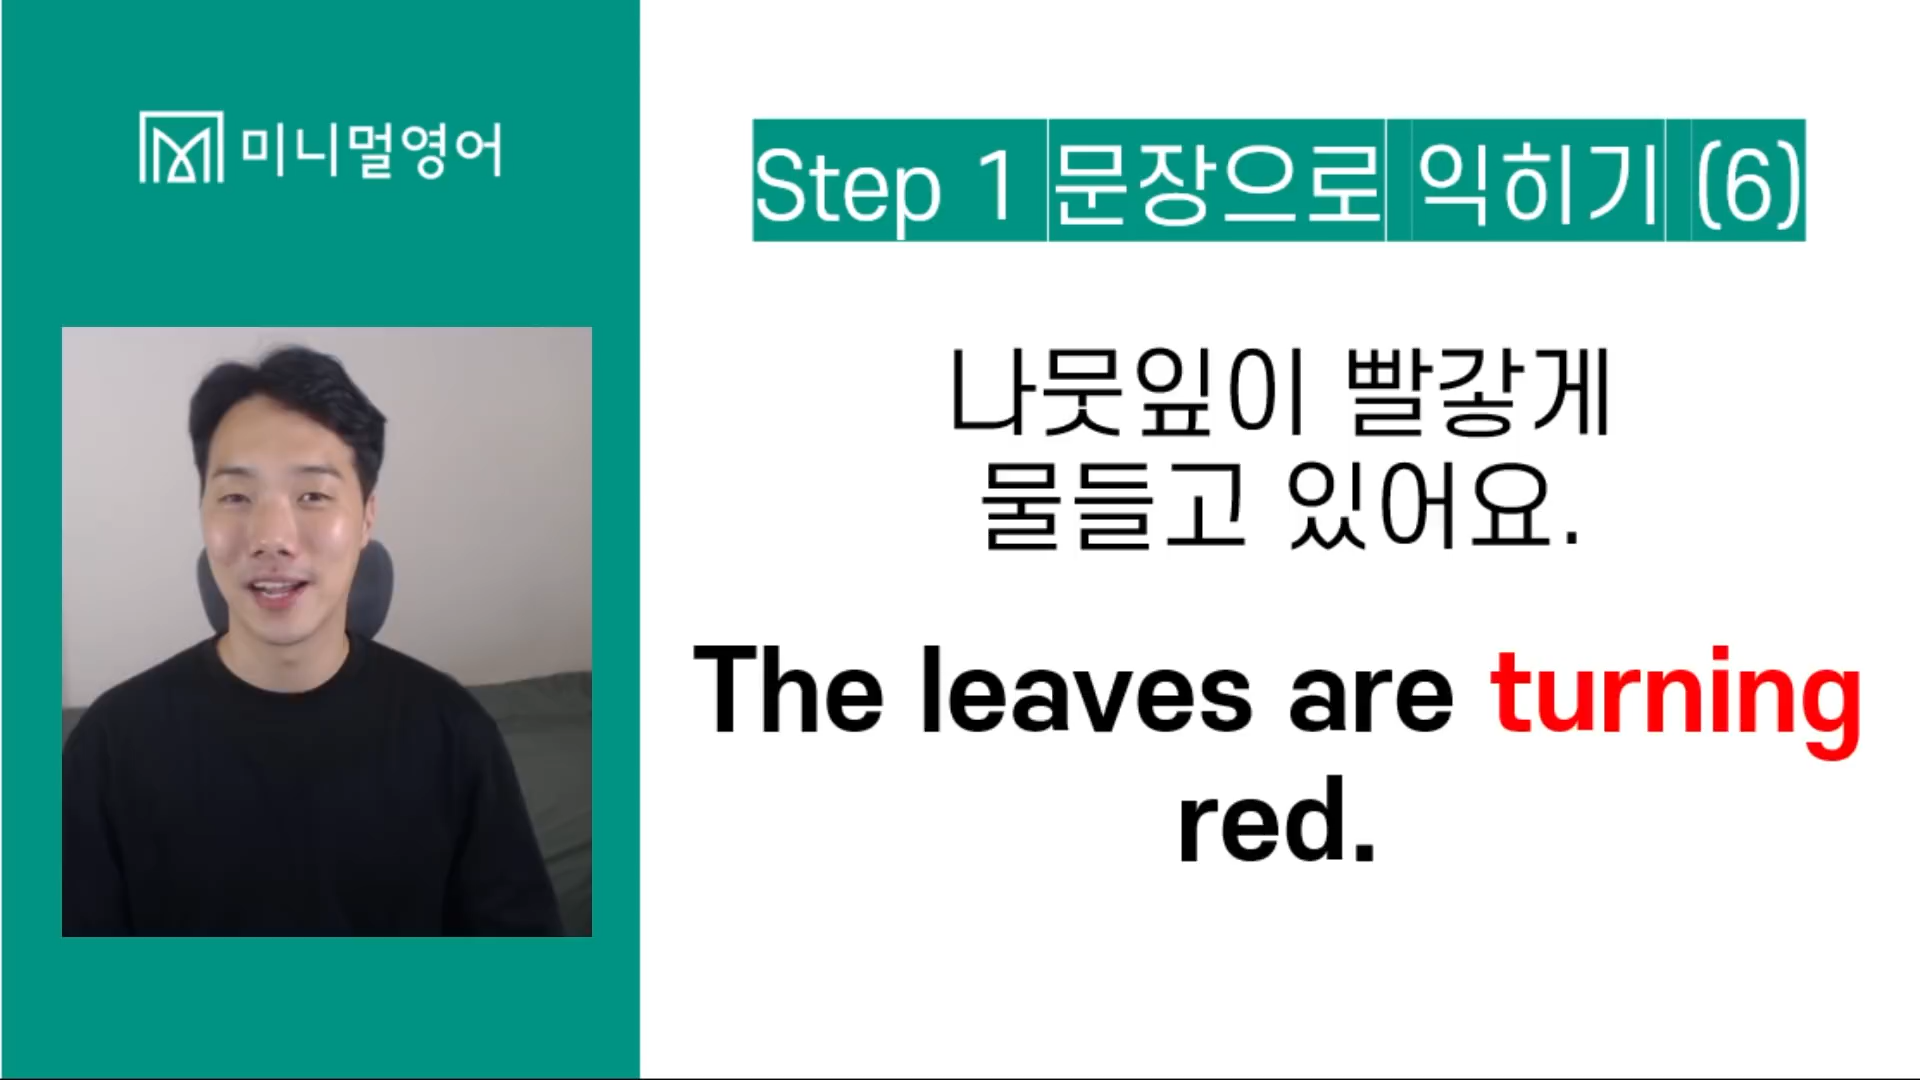 미니멀영어
Step 1 문장으로 익히기 (6)
나뭇잎이 빨갛게
물들고 있어요.
The leaves are turning
red.